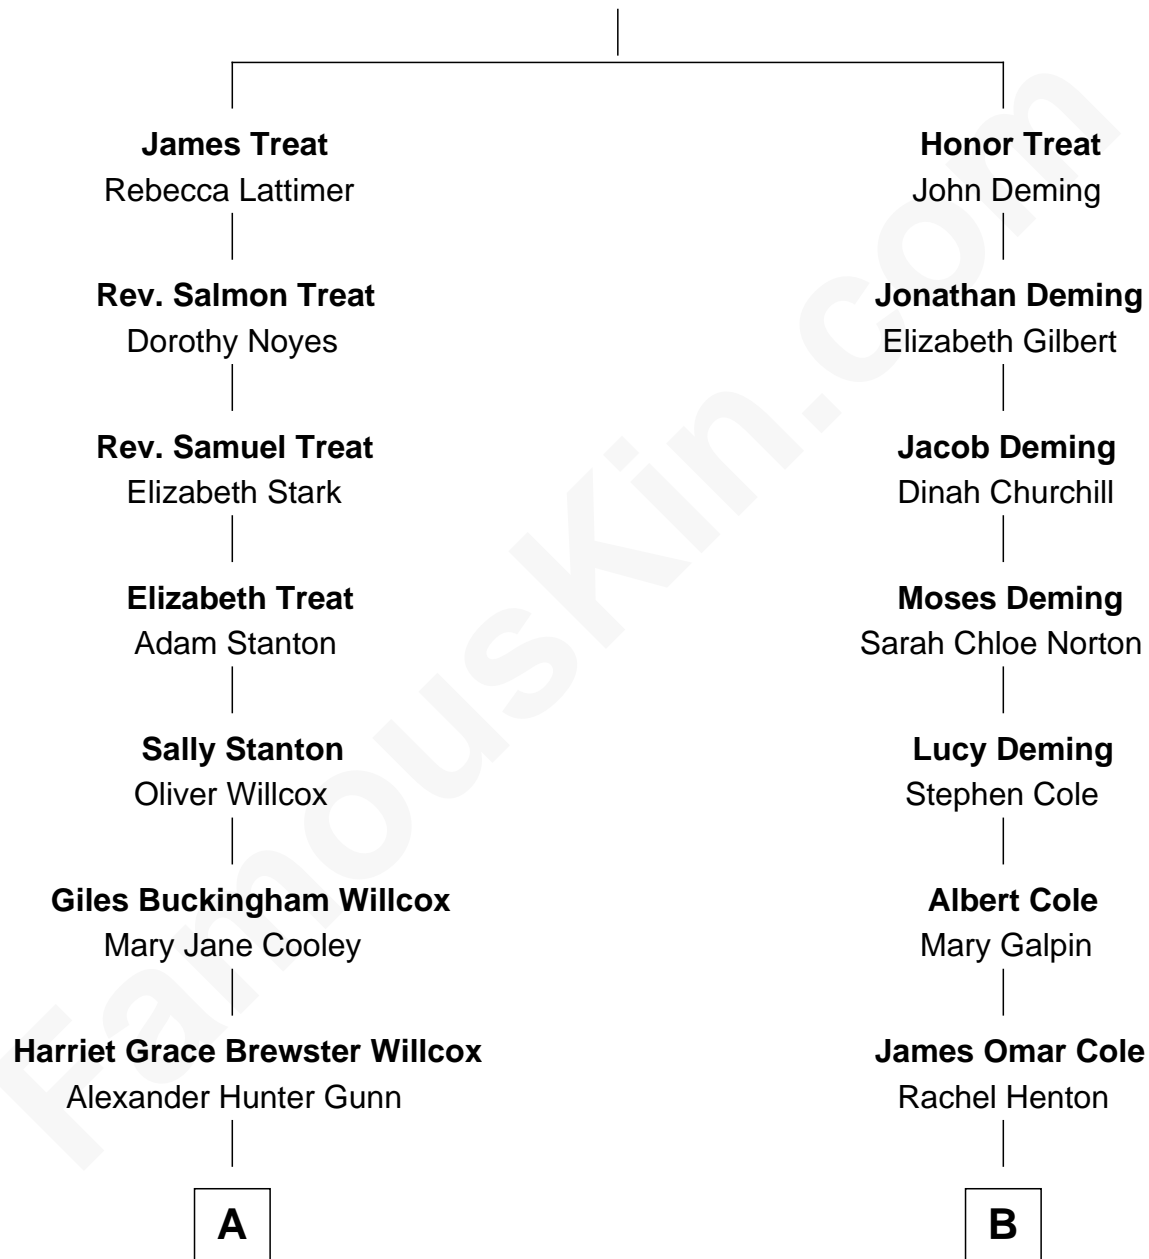 James Treat
Rebecca Lattimer
Honor Treat
John Deming
Rev. Salmon Treat
Dorothy Noyes
Jonathan Deming
Elizabeth Gilbert
Rev. Samuel Treat
Elizabeth Stark
Jacob Deming
Dinah Churchill
Elizabeth Treat
Adam Stanton
Moses Deming
Sarah Chloe Norton
Sally Stanton
Oliver Willcox
Lucy Deming
Stephen Cole
Giles Buckingham Willcox
Mary Jane Cooley
Albert Cole
Mary Galpin
Harriet Grace Brewster Willcox
Alexander Hunter Gunn
James Omar Cole
Rachel Henton
A
B
FamousKin.com